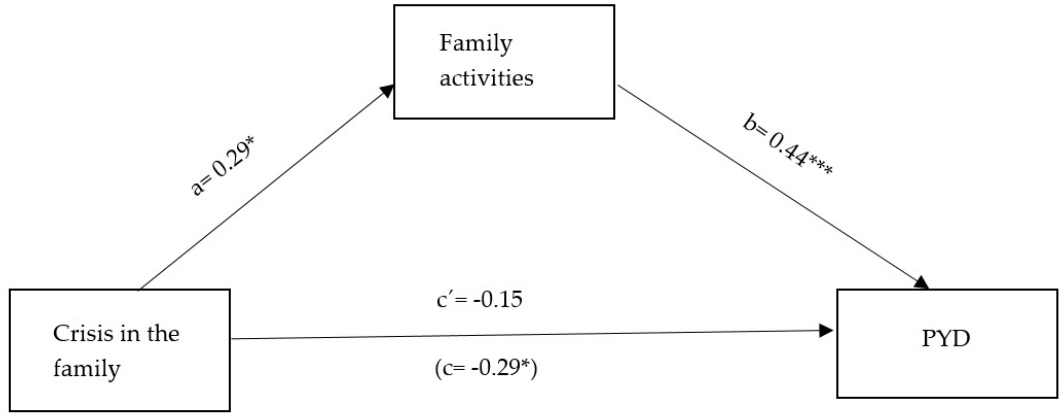 Family
activities
a= 0.29*
b= 0.44***
Crisis in the
family
c´= -0.15
(c= -0.29*)
PYD